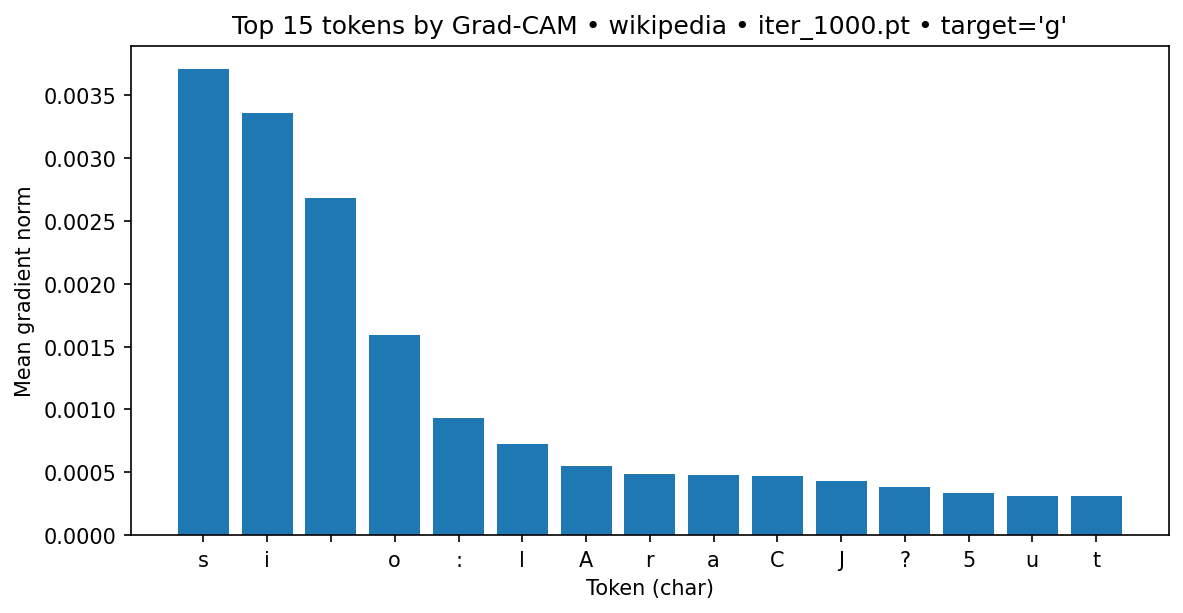 Top 15 tokens by Grad-CAM • wikipedia • iter_1000.pt • target='g'
Mean gradient norm
0.0035
0.0030
0.0025
0.0020
0.0015
0.0010
0.0005
0.0000
s i o : l A r a C J ? 5 u t
Token (char)